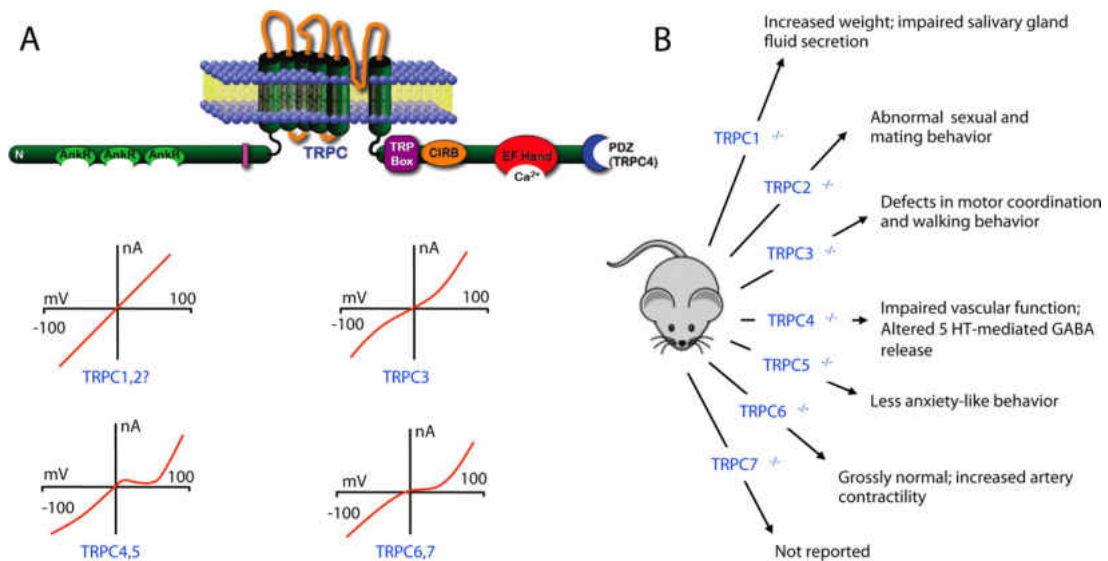 A
N
AnkR
AnkR
AnkR
TRPC
TRP
Box
CIRB
EF Hand
Ca²⁺
PDZ
(TRPC4)
nA
mV
100
-100
TRPC1,2?
nA
mV
100
-100
TRPC3
nA
mV
100
-100
TRPC4,5
nA
mV
100
-100
TRPC6,7
B
Increased weight; impaired salivary gland
fluid secretion
TRPC1 -/-
Abnormal sexual and
mating behavior
TRPC2 -/-
Defects in motor coordination
and walking behavior
TRPC3 -/-
Impaired vascular function;
Altered 5 HT-mediated GABA
release
TRPC4 -/-
TRPC5 -/-
Less anxiety-like behavior
TRPC6 -/-
Grossly normal; increased artery
contractility
TRPC7 -/-
Not reported